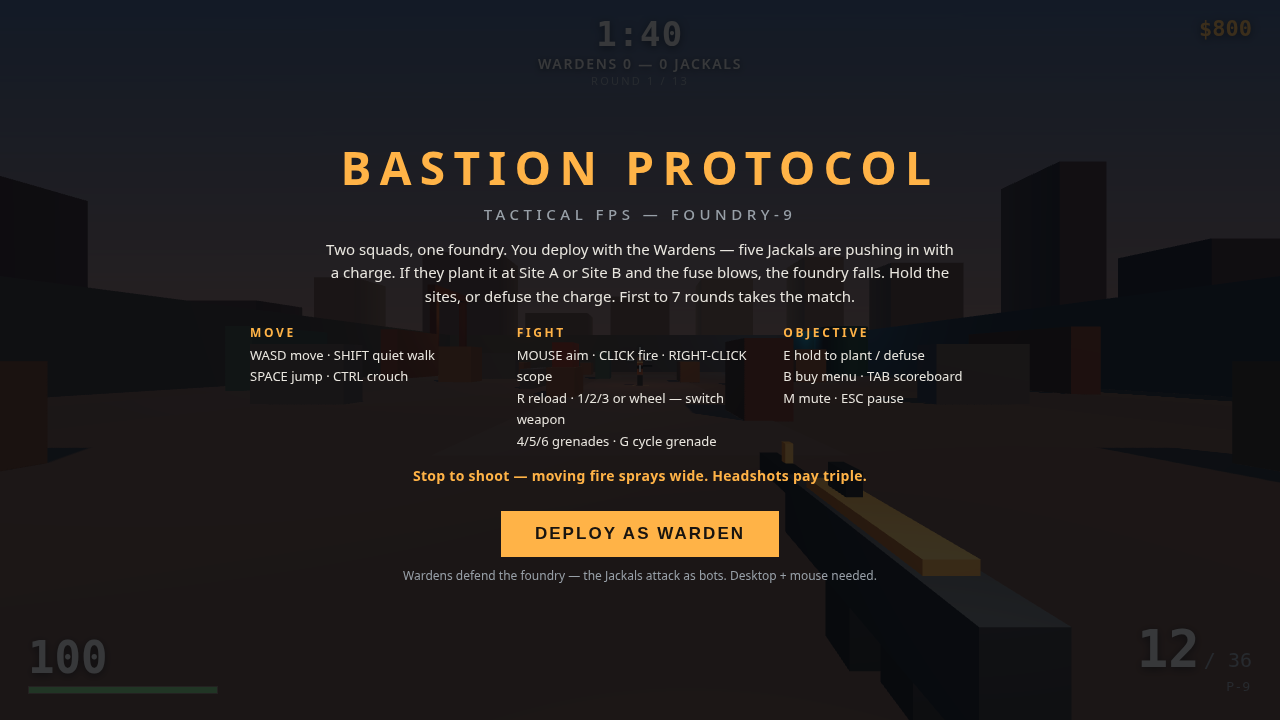 1:40
$800
WARDENS 0 — 0 JACKALS
ROUND 1 / 13
BASTION PROTOCOL
TACTICAL FPS — FOUNDRY-9
Two squads, one foundry. You deploy with the Wardens — five Jackals are pushing in with
a charge. If they plant it at Site A or Site B and the fuse blows, the foundry falls. Hold the
sites, or defuse the charge. First to 7 rounds takes the match.
MOVE
WASD move · SHIFT quiet walk
SPACE jump · CTRL crouch
FIGHT
MOUSE aim · CLICK fire · RIGHT-CLICK
scope
R reload · 1/2/3 or wheel — switch
weapon
4/5/6 grenades · G cycle grenade
OBJECTIVE
E hold to plant / defuse
B buy menu · TAB scoreboard
M mute · ESC pause
Stop to shoot — moving fire sprays wide. Headshots pay triple.
DEPLOY AS WARDEN
Wardens defend the foundry — the Jackals attack as bots. Desktop + mouse needed.
100
12 / 36
P-9